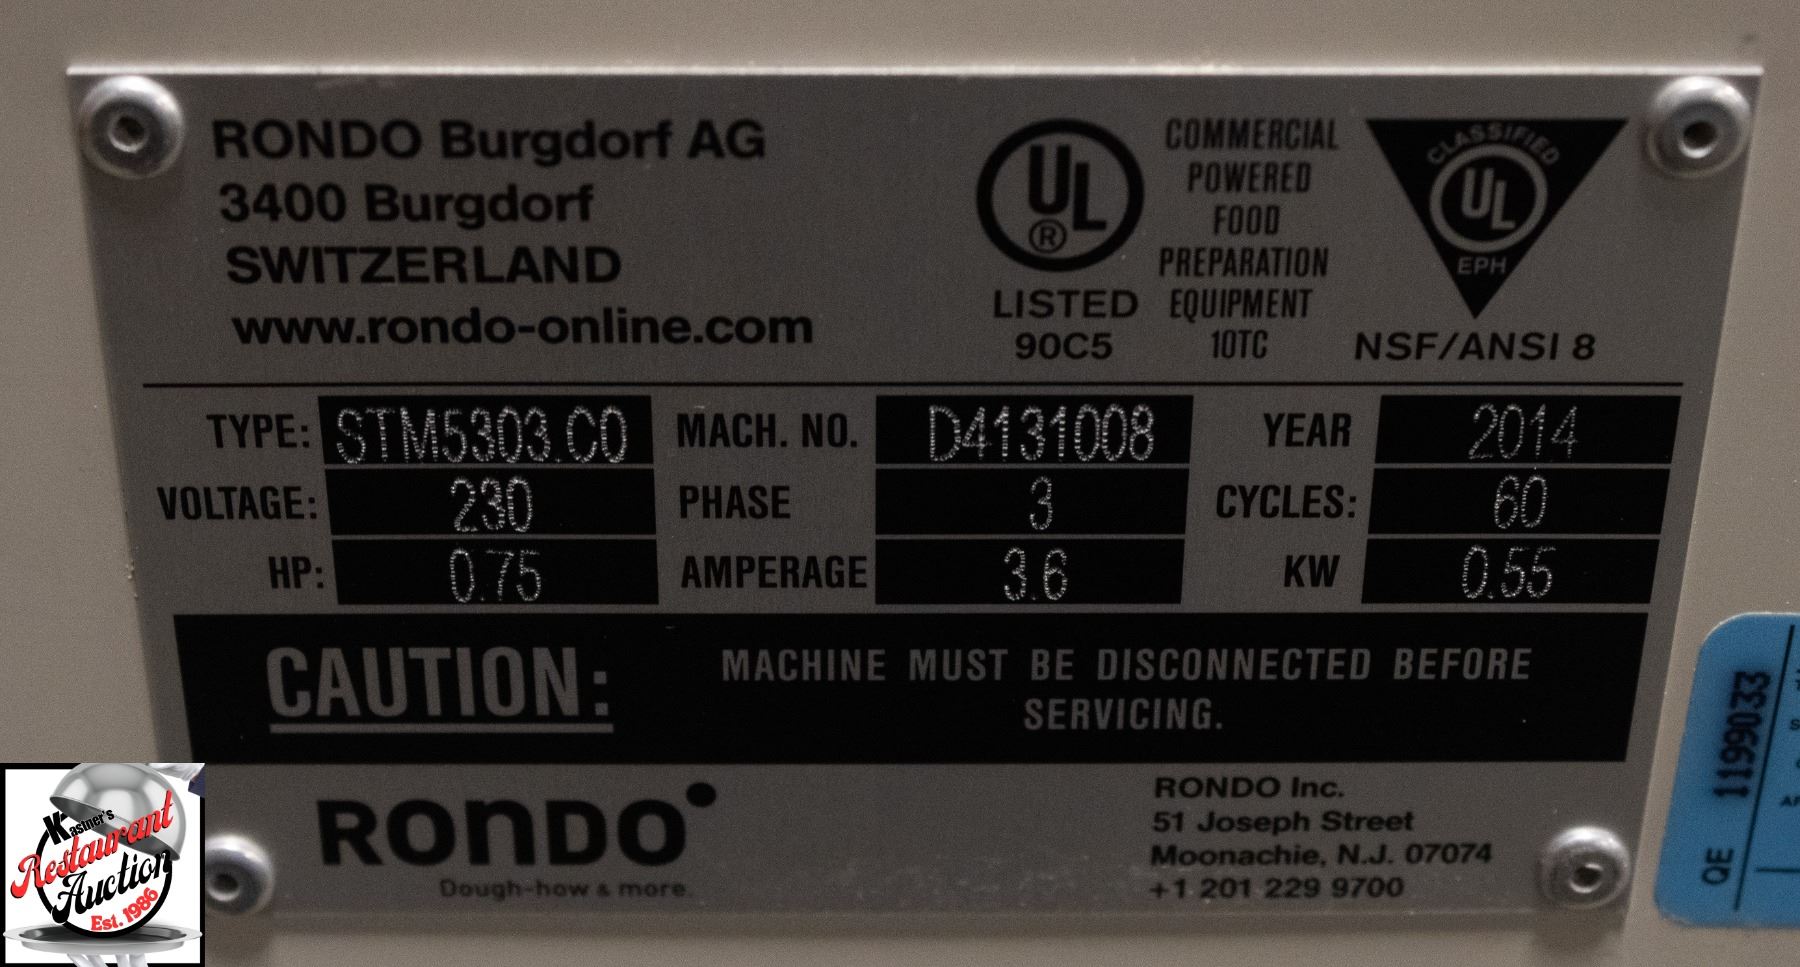 RONDO Burgdorf AG
3400 Burgdorf
SWITZERLAND
www.rondo-online.com
UL
®
LISTED
90C5
COMMERCIAL
POWERED
FOOD
PREPARATION
EQUIPMENT
10TC
CLASSIFIED
UL
EPH
NSF/ANSI 8
TYPE: STM5303.C0 MACH. NO. D4131008 YEAR 2014
VOLTAGE: 230 PHASE 3 CYCLES: 60
HP: 0.75 AMPERAGE 3.6 KW 0.55
CAUTION: MACHINE MUST BE DISCONNECTED BEFORE
SERVICING.
RONDO
Dough-how & more.
RONDO Inc.
51 Joseph Street
Moonachie, N.J. 07074
+1 201 229 9700
QE 1199033
Kastner's
Restaurant
Auction
Est. 1986